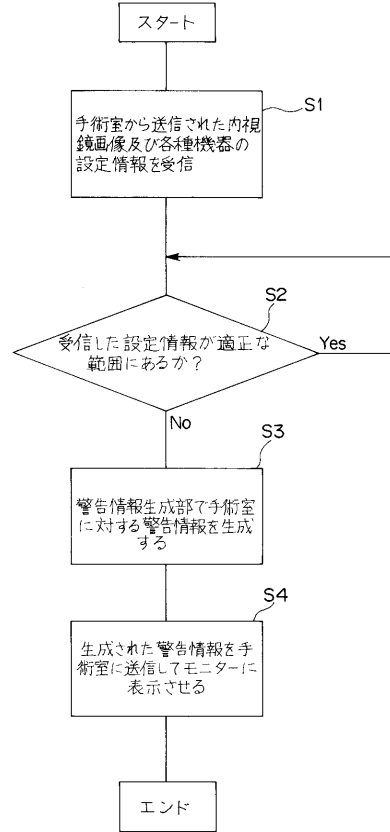 スタート
S1
手術室から送信された内視
鏡画像及び各種機器の
設定情報を受信
S2
受信した設定情報が適正な
範囲にあるか?
Yes
No
S3
警告情報生成部で手術室
に対する警告情報を生成
する
S4
生成された警告情報を手
術室に送信してモニターに
表示させる
エンド